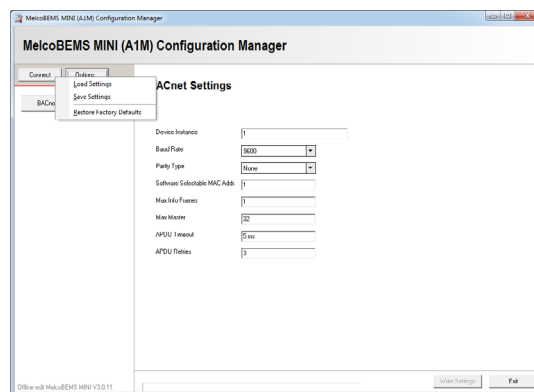 MelcoBEMS MINI (A1M) Configuration Manager
MelcoBEMS MINI (A1M) Configuration Manager
Connect Options
Load Settings
Save Settings
Restore Factory Defaults
BACnet Settings
Device Instance 1
Baud Rate 9600
Parity Type None
Software Selectable MAC Addr. 1
Max Info Frames 1
Max Master 32
APDU Timeout 5 ms
APDU Retries 3
Write Settings Exit
Offline edit MelcoBEMS MINI V3.0.11.